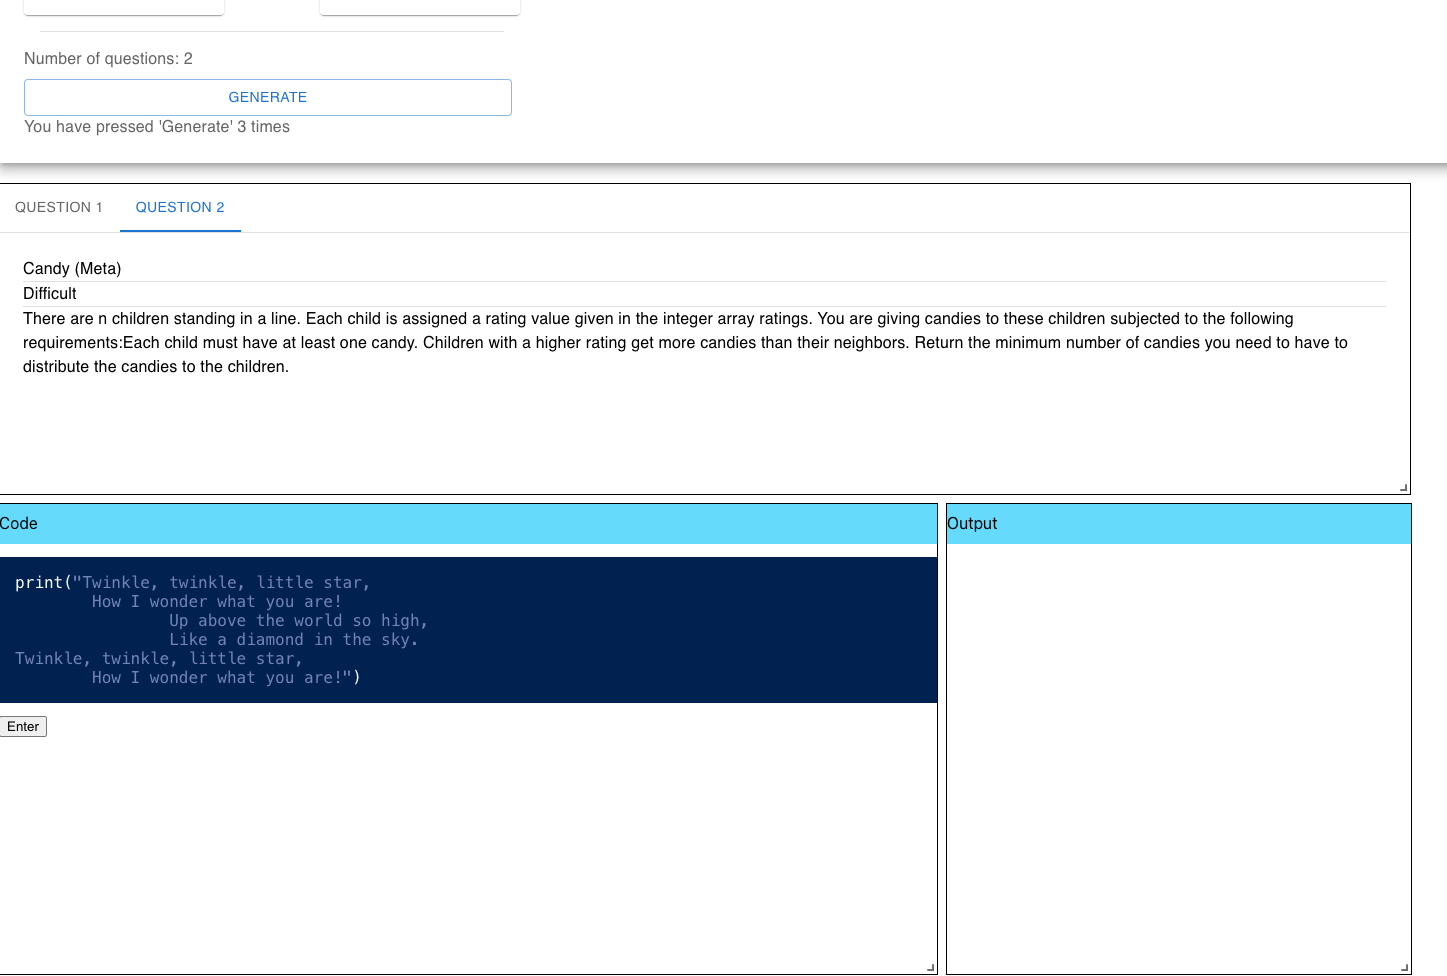 Number of questions: 2
GENERATE
You have pressed 'Generate' 3 times
QUESTION 1 QUESTION 2
Candy (Meta)
Difficult
There are n children standing in a line. Each child is assigned a rating value given in the integer array ratings. You are giving candies to these children subjected to the following
requirements:Each child must have at least one candy. Children with a higher rating get more candies than their neighbors. Return the minimum number of candies you need to have to
distribute the candies to the children.
Code
print("Twinkle, twinkle, little star,
How I wonder what you are!
Up above the world so high,
Like a diamond in the sky.
Twinkle, twinkle, little star,
How I wonder what you are!")
Enter
Output